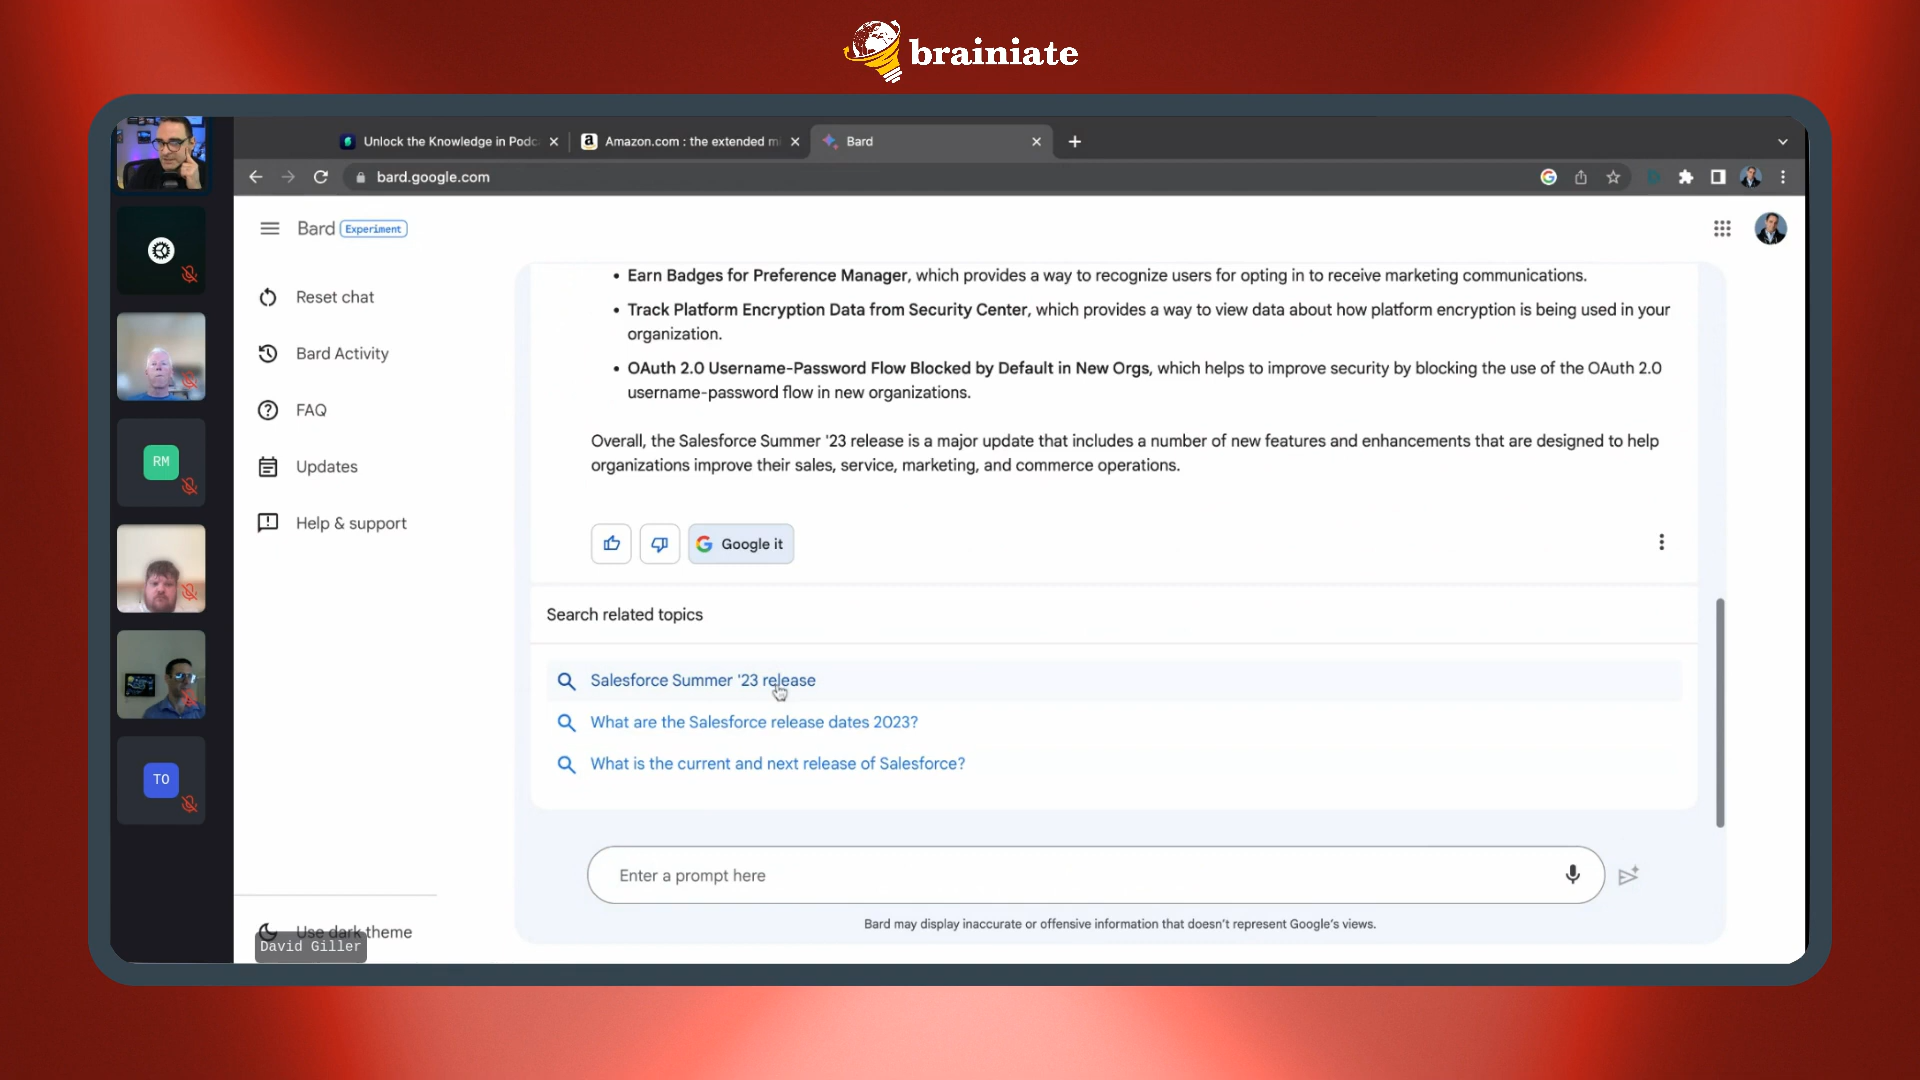 brainiate
Unlock the Knowledge in Podc
Amazon.com : the extended mi
Bard
bard.google.com
Bard Experiment
Reset chat
Bard Activity
FAQ
Updates
Help & support
Use dark theme
David Giller
RM
TO
• Earn Badges for Preference Manager, which provides a way to recognize users for opting in to receive marketing communications.
• Track Platform Encryption Data from Security Center, which provides a way to view data about how platform encryption is being used in your
organization.
• OAuth 2.0 Username-Password Flow Blocked by Default in New Orgs, which helps to improve security by blocking the use of the OAuth 2.0
username-password flow in new organizations.
Overall, the Salesforce Summer '23 release is a major update that includes a number of new features and enhancements that are designed to help
organizations improve their sales, service, marketing, and commerce operations.
Google it
Search related topics
Salesforce Summer '23 release
What are the Salesforce release dates 2023?
What is the current and next release of Salesforce?
Enter a prompt here
Bard may display inaccurate or offensive information that doesn't represent Google's views.